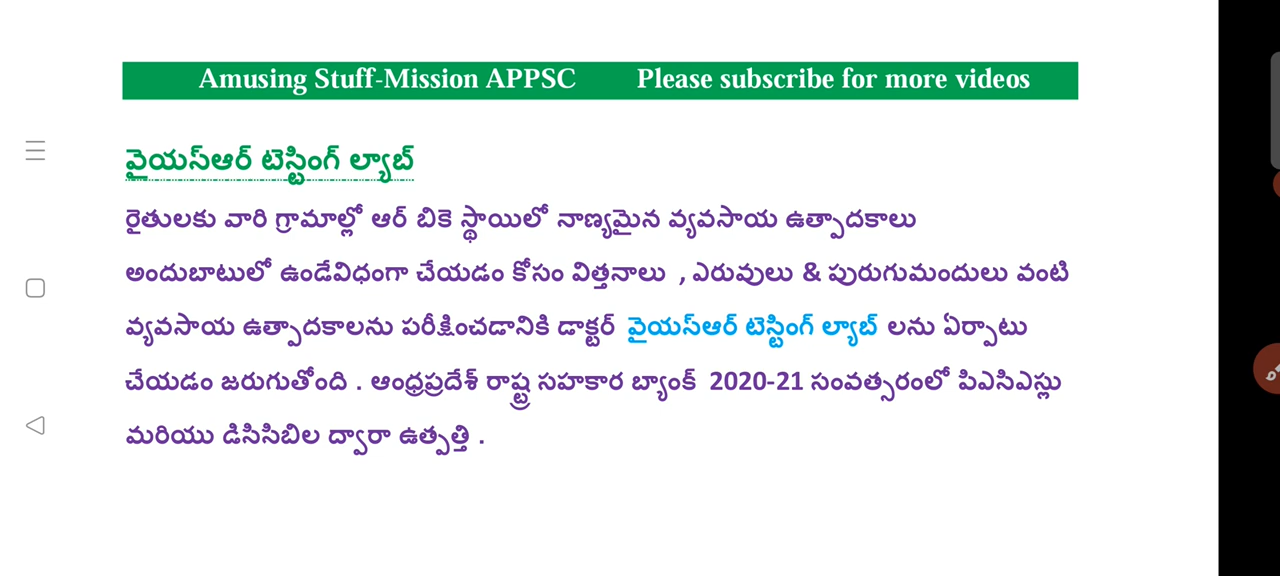 Amusing Stuff-Mission APPSC Please subscribe for more videos
వైయస్ఆర్ టెస్టింగ్ ల్యాబ్
రైతులకు వారి గ్రామాల్లో ఆర్ బికె స్థాయిలో నాణ్యమైన వ్యవసాయ ఉత్పాదకాలు
అందుబాటులో ఉండేవిధంగా చేయడం కోసం విత్తనాలు , ఎరువులు & పురుగుమందులు వంటి
వ్యవసాయ ఉత్పాదకాలను పరీక్షించడానికి డాక్టర్ వైయస్ఆర్ టెస్టింగ్ ల్యాబ్ లను ఏర్పాటు
చేయడం జరుగుతోంది . ఆంధ్రప్రదేశ్ రాష్ట్ర సహకార బ్యాంక్ 2020-21 సంవత్సరంలో పిఎసిఎస్లు
మరియు డిసిసిబిల ద్వారా ఉత్పత్తి .